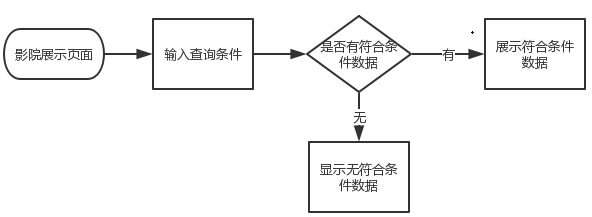 影院展示页面
输入查询条件
是否有符合条
件数据
有
展示符合条件
数据
无
显示无符合条
件数据